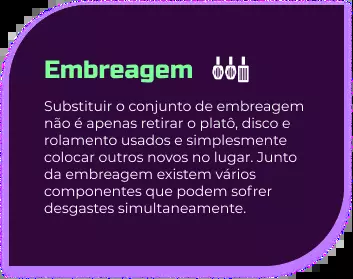 Embreagem
Substituir o conjunto de embreagem
não é apenas retirar o platô, disco e
rolamento usados e simplesmente
colocar outros novos no lugar. Junto
da embreagem existem vários
componentes que podem sofrer
desgastes simultaneamente.